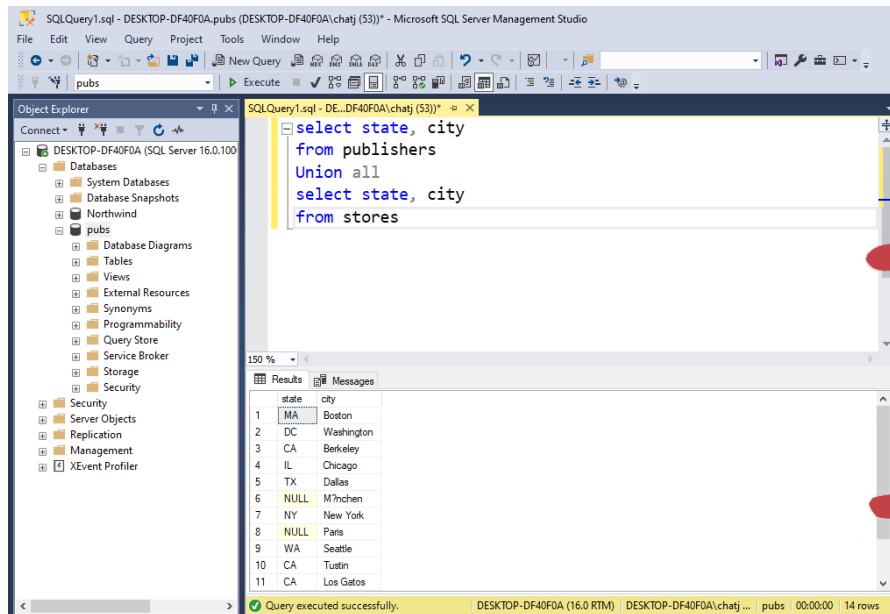 SQLQuery1.sql - DESKTOP-DF40F0A.pubs (DESKTOP-DF40F0A\chatj (53))* - Microsoft SQL Server Management Studio
File Edit View Query Project Tools Window Help
New Query MDX DMX XMLA DAX
pubs Execute
Object Explorer
Connect
DESKTOP-DF40F0A (SQL Server 16.0.100
Databases
System Databases
Database Snapshots
Northwind
pubs
Database Diagrams
Tables
Views
External Resources
Synonyms
Programmability
Query Store
Service Broker
Storage
Security
Security
Server Objects
Replication
Management
XEvent Profiler
SQLQuery1.sql - DE...DF40F0A\chatj (53))*
select state, city
from publishers
Union all
select state, city
from stores
150 %
Results Messages
state city
1 MA Boston
2 DC Washington
3 CA Berkeley
4 IL Chicago
5 TX Dallas
6 NULL M?nchen
7 NY New York
8 NULL Paris
9 WA Seattle
10 CA Tustin
11 CA Los Gatos
Query executed successfully. DESKTOP-DF40F0A (16.0 RTM) DESKTOP-DF40F0A\chatj ... pubs 00:00:00 14 rows